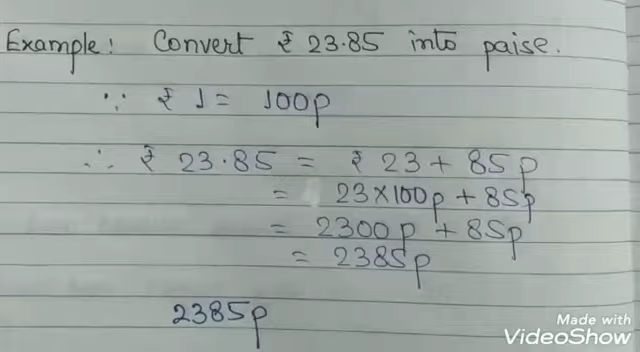 Example: Convert ₹ 23.85 into paise.
∵ ₹ 1 = 100p
∴ ₹ 23.85 = ₹ 23 + 85p
= 23×100p + 85p
= 2300p + 85p
= 2385p
2385p
Made with
VideoShow